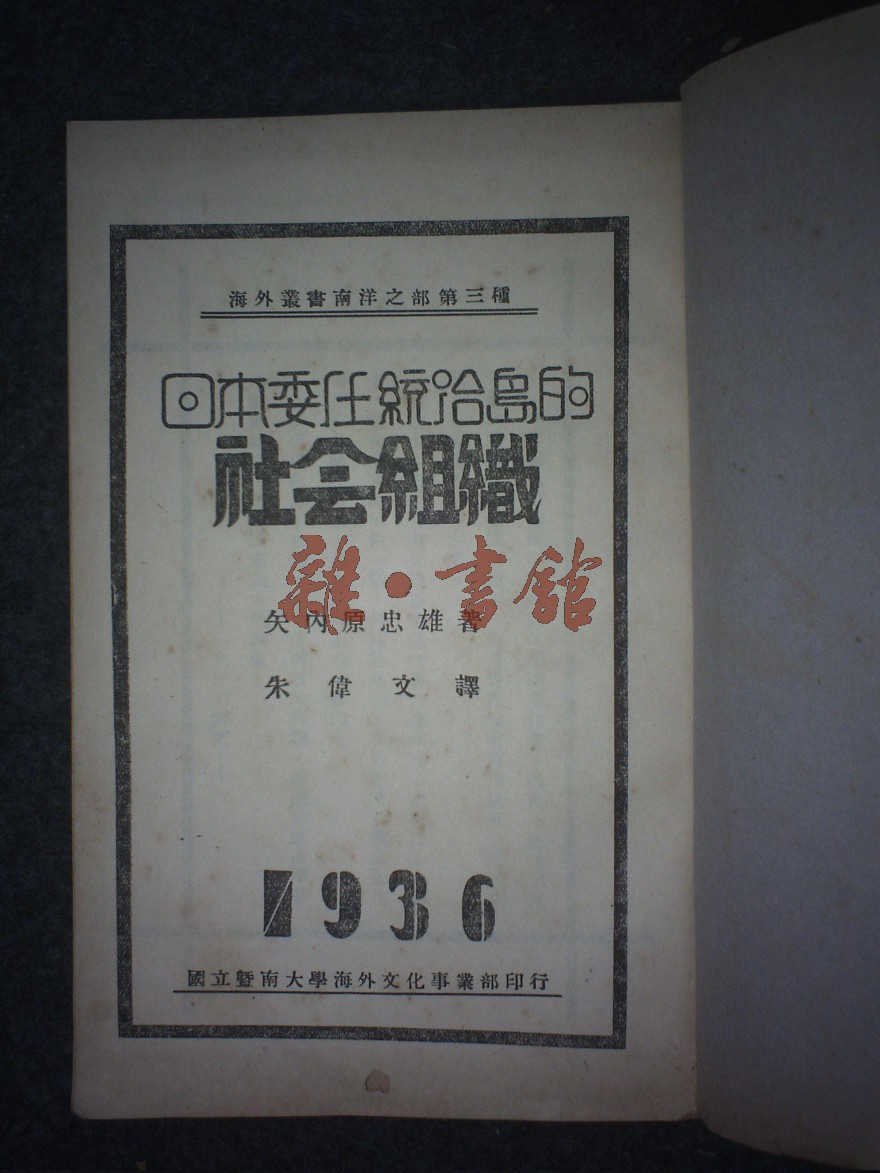 海外叢書南洋之部第三種
日本委任統治島的
社会組織
雜·書館
矢內原忠雄著
朱偉文譯
1936
國立暨南大學海外文化事業部印行